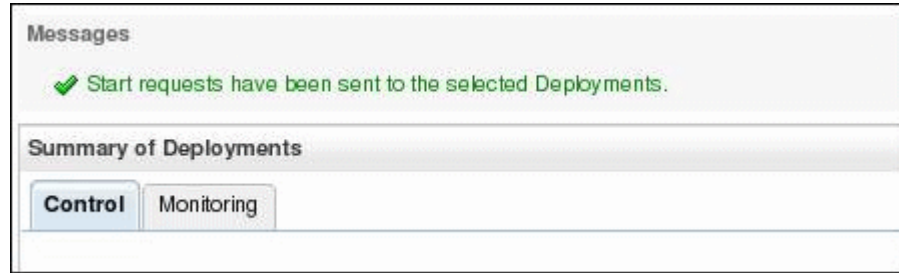 Messages
Start requests have been sent to the selected Deployments.
Summary of Deployments
Control Monitoring